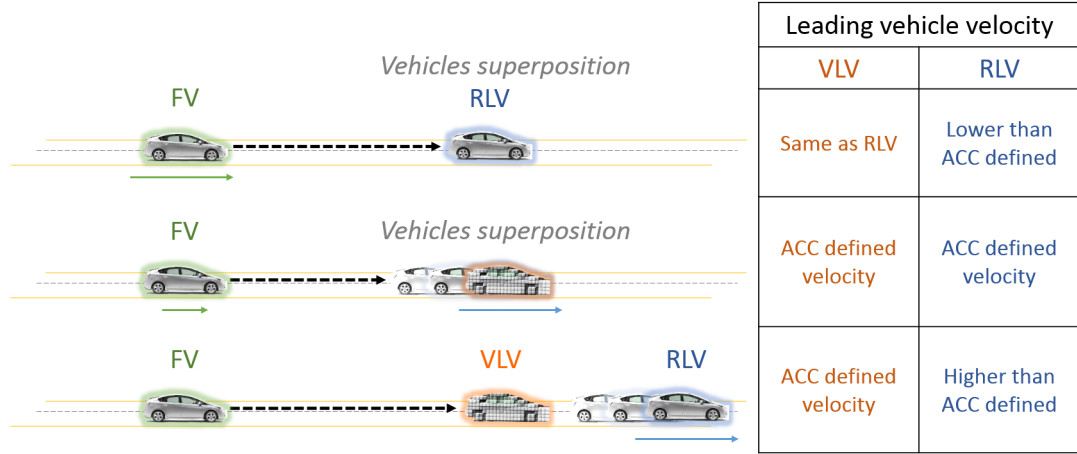 Leading vehicle velocity
VLV
RLV
Vehicles superposition
FV
RLV
Same as RLV
Lower than
ACC defined
Vehicles superposition
FV
ACC defined
velocity
ACC defined
velocity
FV
VLV
RLV
ACC defined
velocity
Higher than
ACC defined